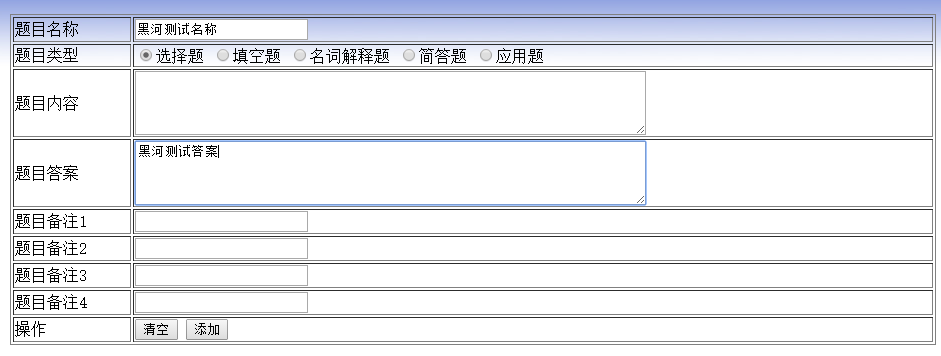 题目名称 黑河测试名称
题目类型 选择题 填空题 名词解释题 简答题 应用题
题目内容
题目答案 黑河测试答案
题目备注1
题目备注2
题目备注3
题目备注4
操作 清空 添加